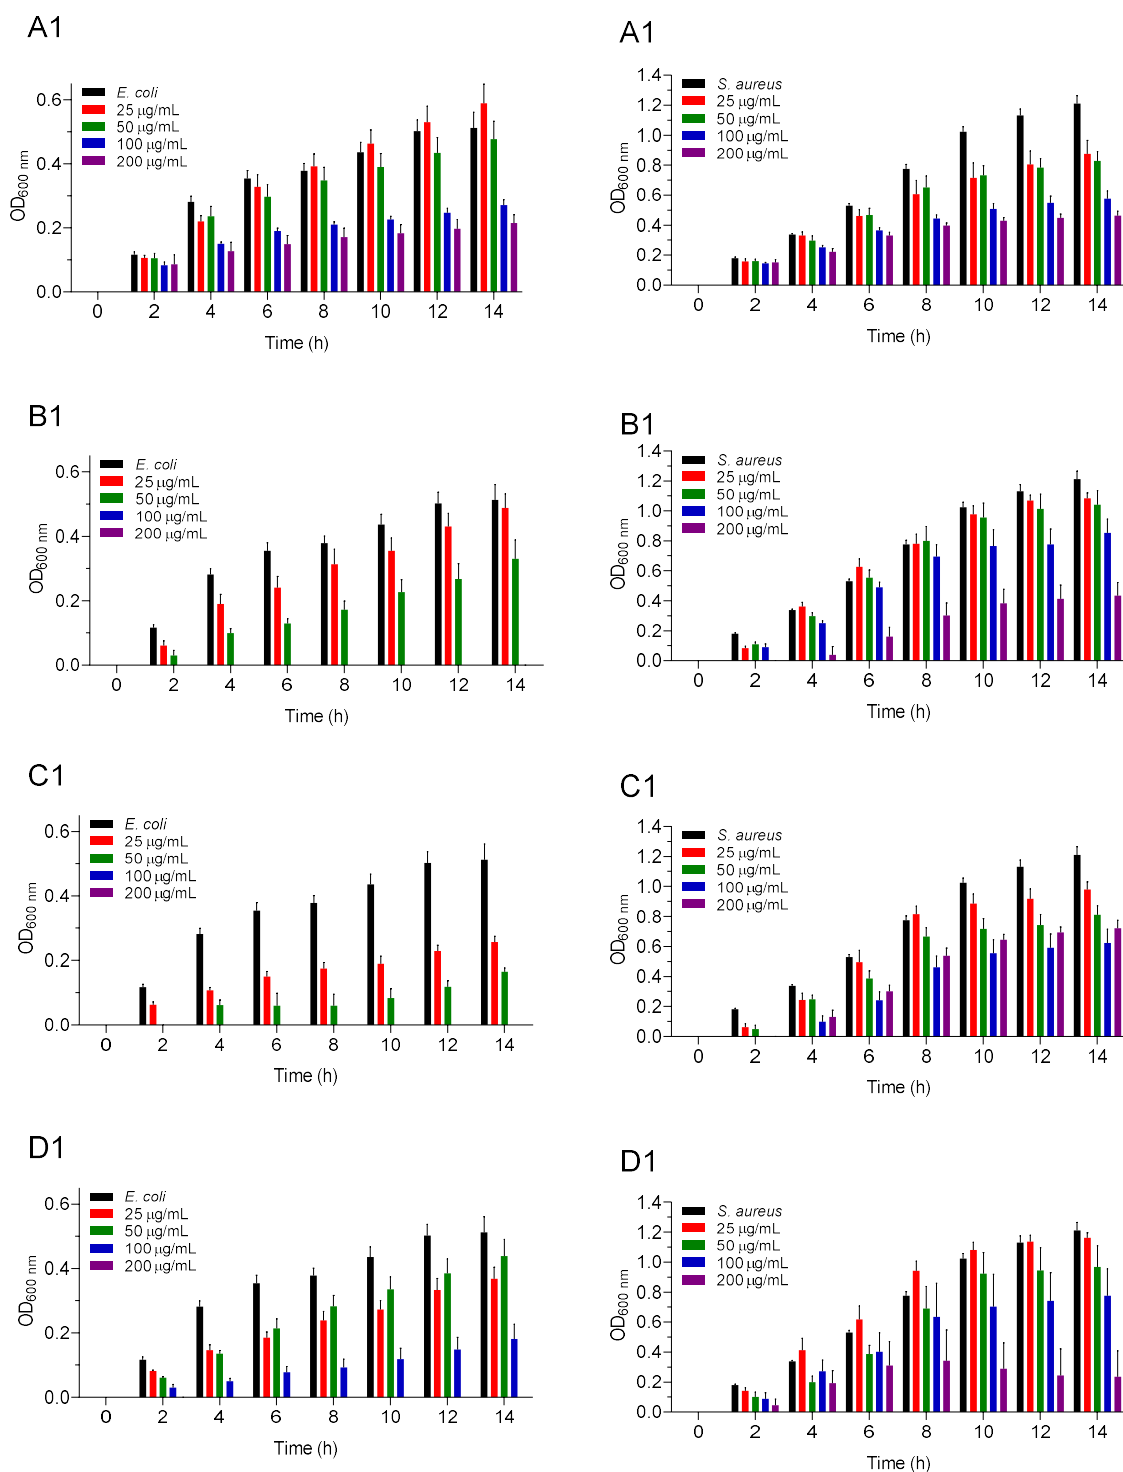 A1
0.6
0.4
0.2
0.0
OD600 nm
E. coli
25 μg/mL
50 μg/mL
100 μg/mL
200 μg/mL
0 2 4 6 8 10 12 14
Time (h)
A1
1.4
1.2
1.0
0.8
0.6
0.4
0.2
0.0
OD600 nm
S. aureus
25 μg/mL
50 μg/mL
100 μg/mL
200 μg/mL
0 2 4 6 8 10 12 14
Time (h)
B1
0.6
0.4
0.2
0.0
OD600 nm
E. coli
25 μg/mL
50 μg/mL
100 μg/mL
200 μg/mL
0 2 4 6 8 10 12 14
Time (h)
B1
1.4
1.2
1.0
0.8
0.6
0.4
0.2
0.0
OD600 nm
S. aureus
25 μg/mL
50 μg/mL
100 μg/mL
200 μg/mL
0 2 4 6 8 10 12 14
Time (h)
C1
0.6
0.4
0.2
0.0
OD600 nm
E. coli
25 μg/mL
50 μg/mL
100 μg/mL
200 μg/mL
0 2 4 6 8 10 12 14
Time (h)
C1
1.4
1.2
1.0
0.8
0.6
0.4
0.2
0.0
OD600 nm
S. aureus
25 μg/mL
50 μg/mL
100 μg/mL
200 μg/mL
0 2 4 6 8 10 12 14
Time (h)
D1
0.6
0.4
0.2
0.0
OD600 nm
E. coli
25 μg/mL
50 μg/mL
100 μg/mL
200 μg/mL
0 2 4 6 8 10 12 14
Time (h)
D1
1.4
1.2
1.0
0.8
0.6
0.4
0.2
0.0
OD600 nm
S. aureus
25 μg/mL
50 μg/mL
100 μg/mL
200 μg/mL
0 2 4 6 8 10 12 14
Time (h)